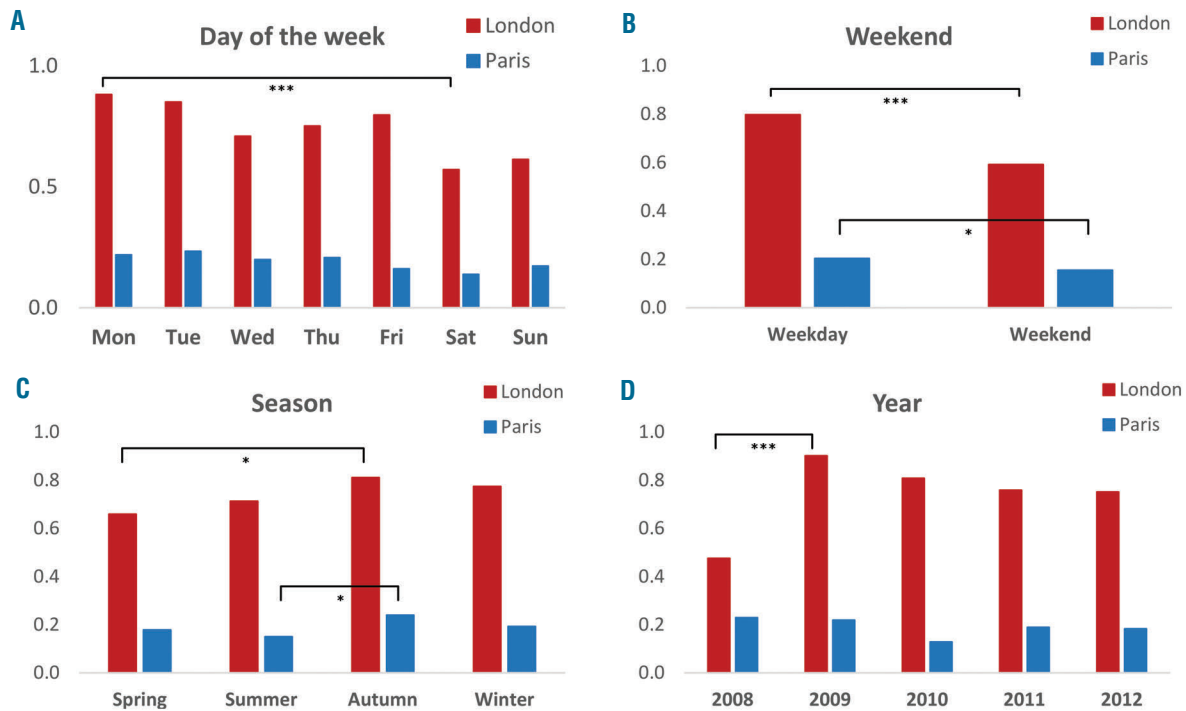 A
Day of the week
London
Paris
1.0
***
0.5
0.0
Mon Tue Wed Thu Fri Sat Sun
B
Weekend
London
Paris
1.0
***
0.8
0.6
0.4
*
0.2
0.0
Weekday Weekend
C
Season
London
Paris
1.0
*
0.8
0.6
0.4
*
0.2
0.0
Spring Summer Autumn Winter
D
Year
London
Paris
1.0
***
0.8
0.6
0.4
0.2
0.0
2008 2009 2010 2011 2012